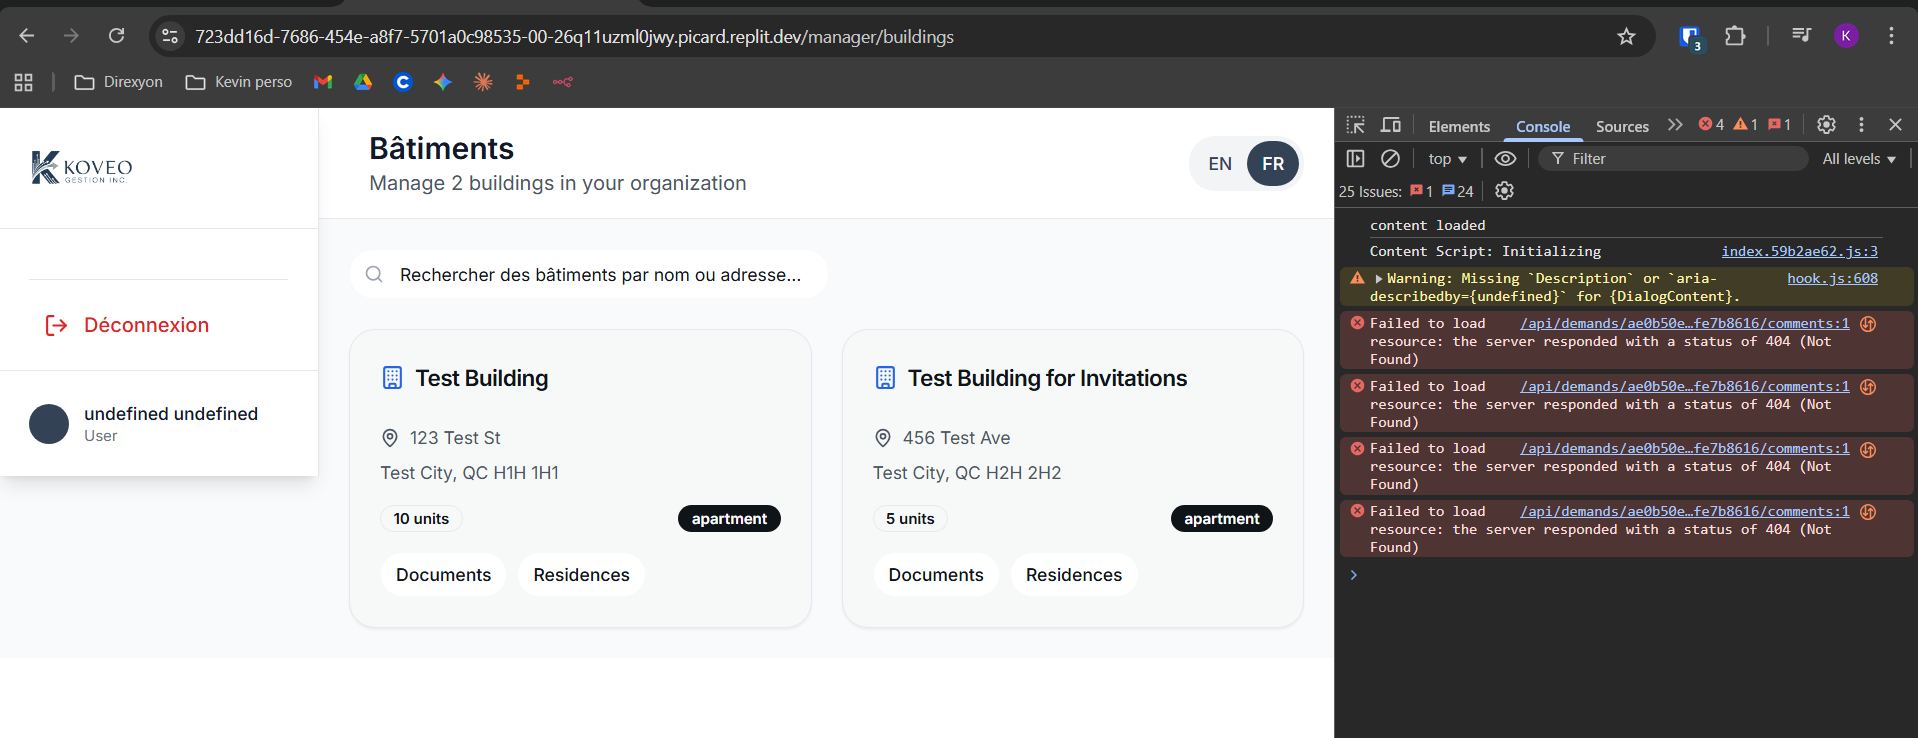 723dd16d-7686-454e-a8f7-5701a0c98535-00-26q11uzml0jwy.picard.replit.dev/manager/buildings
3
K
Direxyon
Kevin perso
KOVEO
GESTION INC.
Déconnexion
undefined undefined
User
Bâtiments
Manage 2 buildings in your organization
EN FR
Rechercher des bâtiments par nom ou adresse...
Test Building
123 Test St
Test City, QC H1H 1H1
10 units apartment
Documents Residences
Test Building for Invitations
456 Test Ave
Test City, QC H2H 2H2
5 units apartment
Documents Residences
Elements Console Sources 4 1 1
top Filter All levels
25 Issues: 1 24
content loaded
Content Script: Initializing index.59b2ae62.js:3
Warning: Missing `Description` or `aria- hook.js:608
describedby={undefined}` for {DialogContent}.
Failed to load /api/demands/ae0b50e…fe7b8616/comments:1
resource: the server responded with a status of 404 (Not
Found)
Failed to load /api/demands/ae0b50e…fe7b8616/comments:1
resource: the server responded with a status of 404 (Not
Found)
Failed to load /api/demands/ae0b50e…fe7b8616/comments:1
resource: the server responded with a status of 404 (Not
Found)
Failed to load /api/demands/ae0b50e…fe7b8616/comments:1
resource: the server responded with a status of 404 (Not
Found)